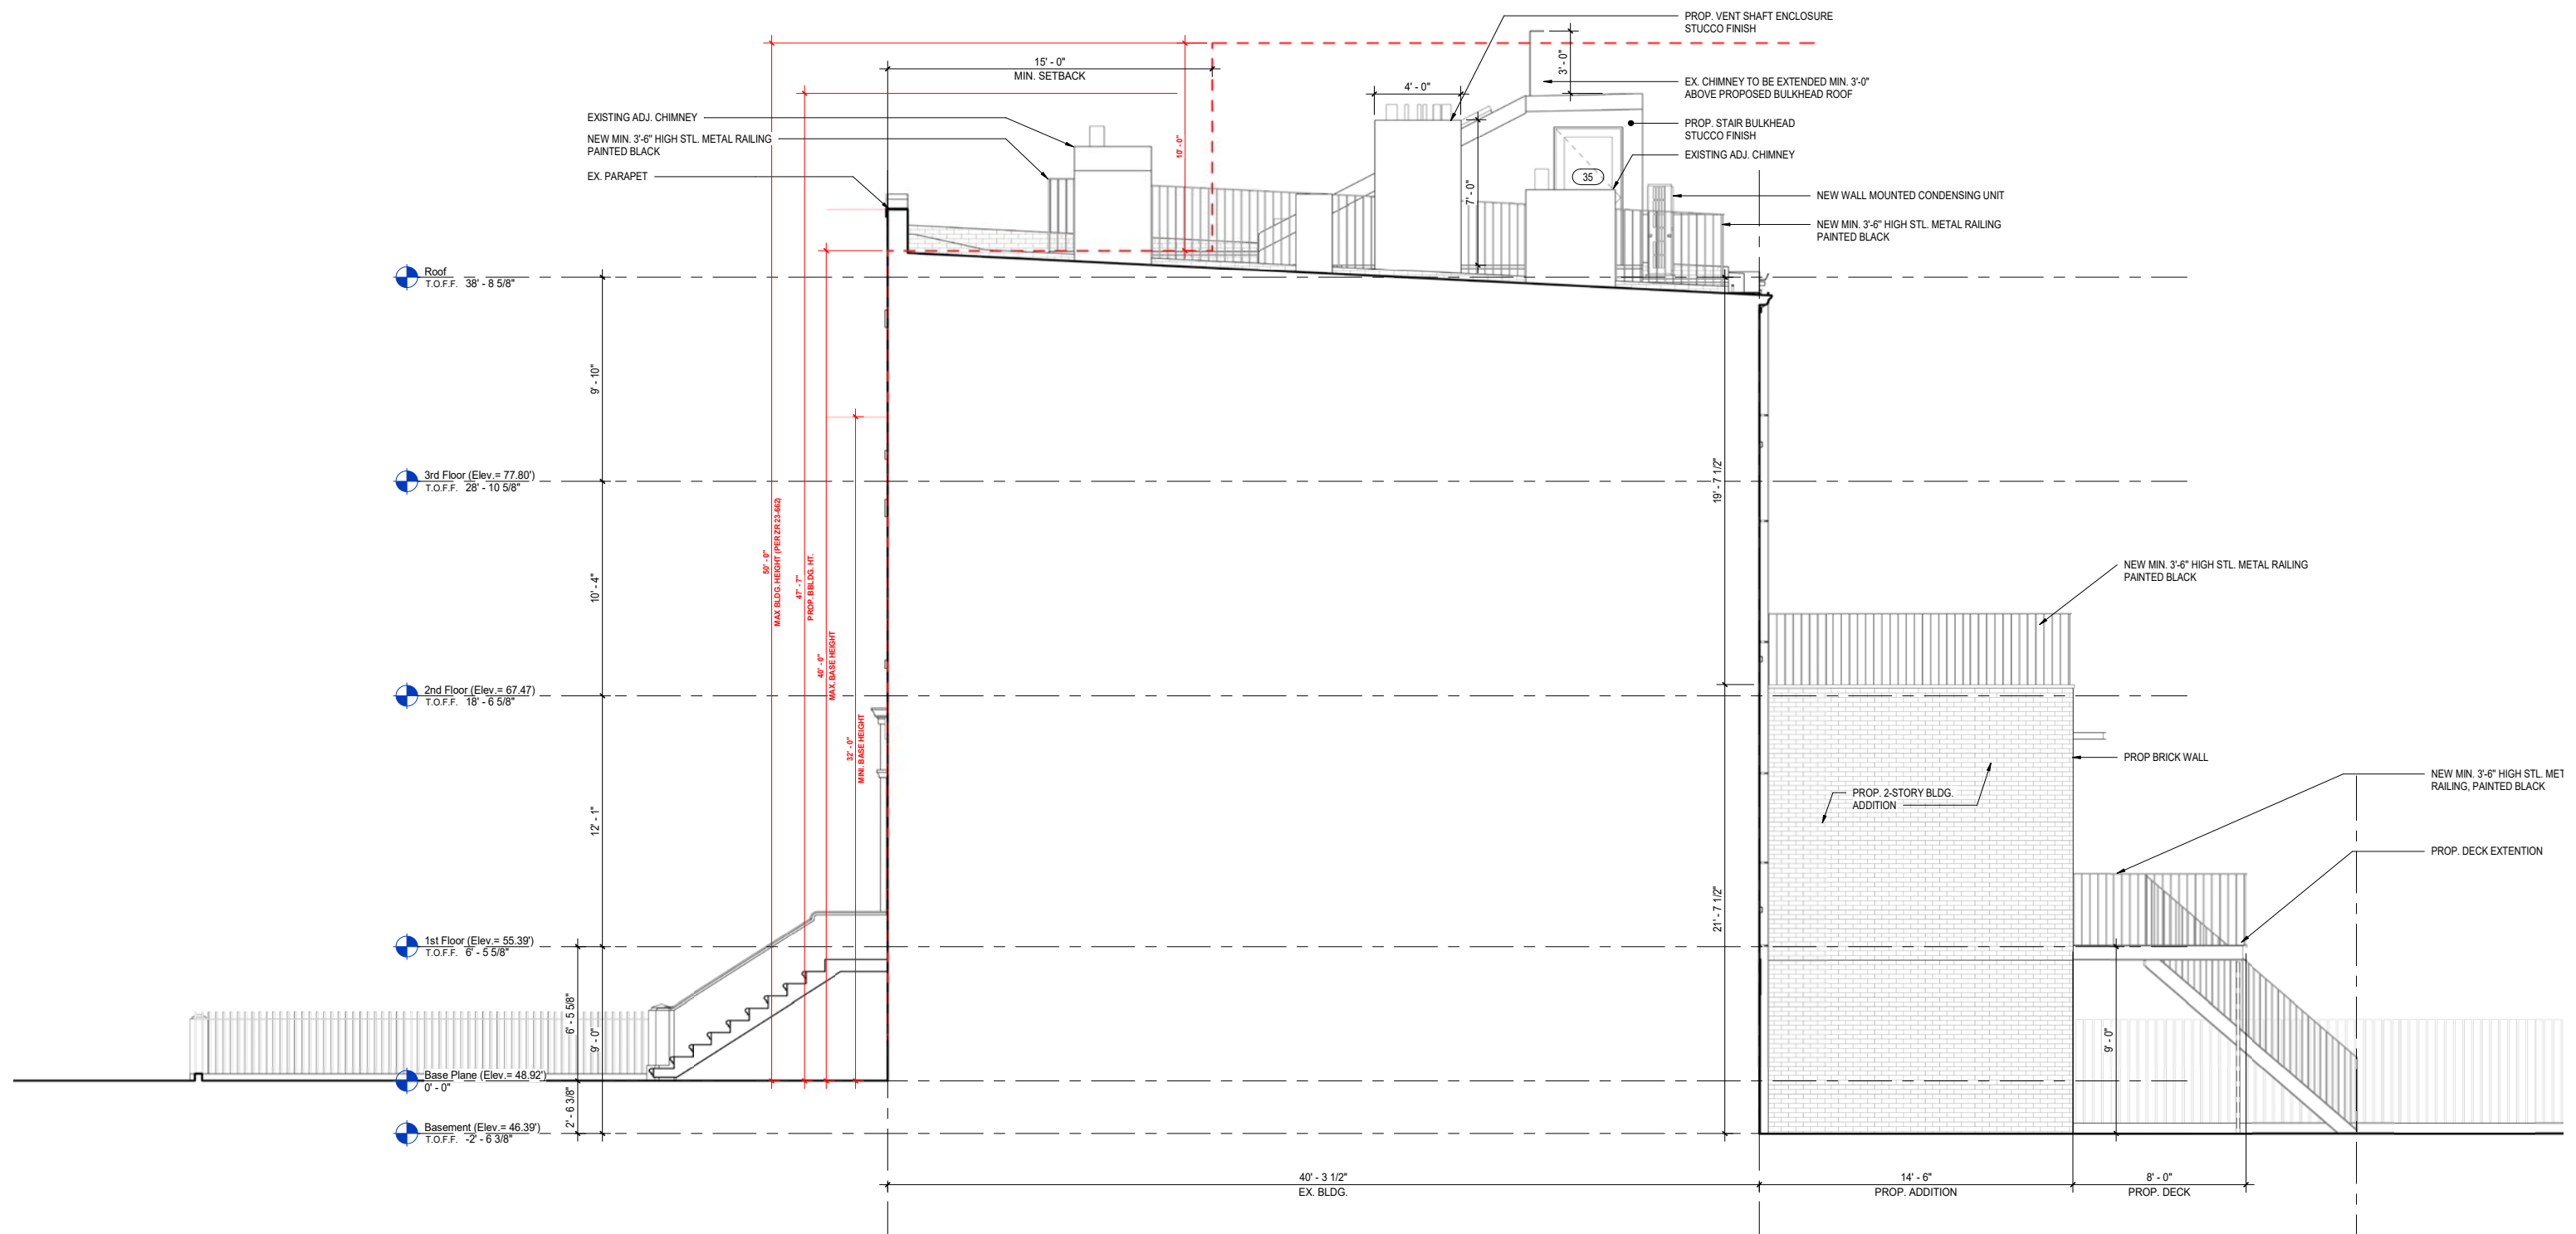 PROP. VENT SHAFT ENCLOSURE
STUCCO FINISH
15' - 0"
MIN. SETBACK
3' - 0"
EX. CHIMNEY TO BE EXTENDED MIN. 3'-0"
ABOVE PROPOSED BULKHEAD ROOF
4' - 0"
EXISTING ADJ. CHIMNEY
NEW MIN. 3'-6" HIGH STL. METAL RAILING
PAINTED BLACK
EX. PARAPET
10' - 0"
PROP. STAIR BULKHEAD
STUCCO FINISH
EXISTING ADJ. CHIMNEY
35
7' - 0"
NEW WALL MOUNTED CONDENSING UNIT
NEW MIN. 3'-6" HIGH STL. METAL RAILING
PAINTED BLACK
Roof
T.O.F.F. 38' - 8 5/8"
9' - 10"
3rd Floor (Elev.= 77.80')
T.O.F.F. 28' - 10 5/8"
19' - 7 1/2"
50' - 0"
MAX BLDG. HEIGHT (PER ZR 23-662)
47' - 7"
PROP. BBLDG. HT.
10' - 4"
40' - 0"
MAX. BASE HEIGHT
NEW MIN. 3'-6" HIGH STL. METAL RAILING
PAINTED BLACK
2nd Floor (Elev.= 67.47)
T.O.F.F. 18' - 6 5/8"
32' - 0"
MINI. BASE HEIGHT
PROP BRICK WALL
NEW MIN. 3'-6" HIGH STL. MET
RAILING, PAINTED BLACK
PROP. 2-STORY BLDG.
ADDITION
12' - 1"
PROP. DECK EXTENTION
21' - 7 1/2"
1st Floor (Elev.= 55.39')
T.O.F.F. 6' - 5 5/8"
6' - 5 5/8"
9' - 0"
9' - 0"
Base Plane (Elev.= 48.92')
0' - 0"
2' - 6 3/8"
Basement (Elev.= 46.39')
T.O.F.F. -2' - 6 3/8"
40' - 3 1/2"
EX. BLDG.
14' - 6"
PROP. ADDITION
8' - 0"
PROP. DECK